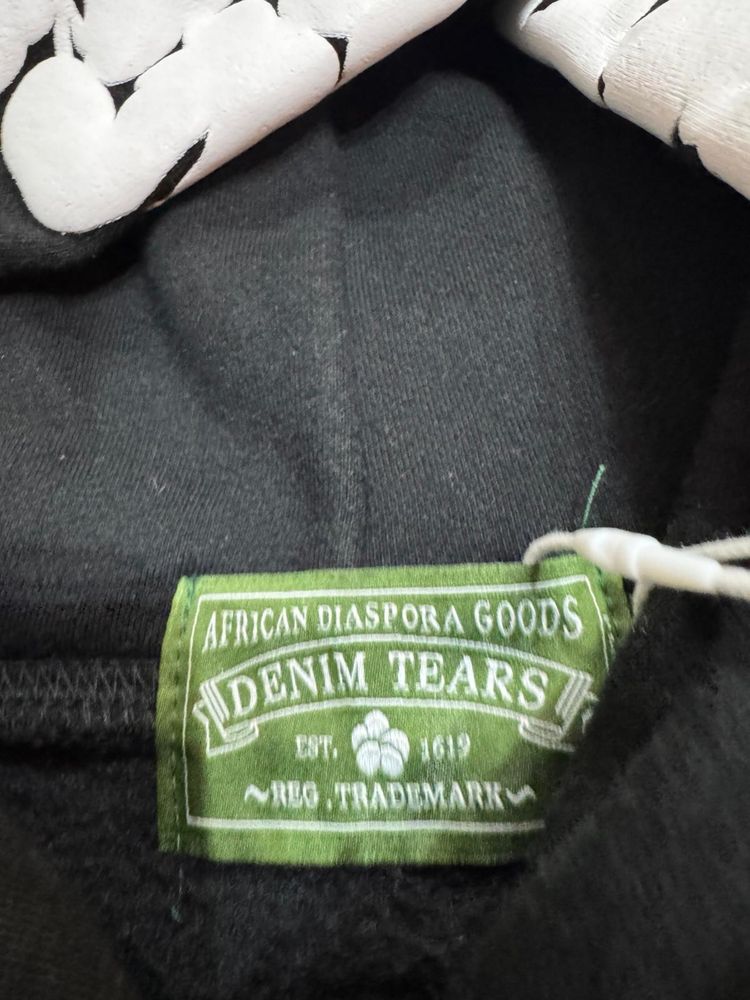 AFRICAN DIASPORA GOODS
DENIM TEARS
EST. 1619
~REG .TRADEMARK~